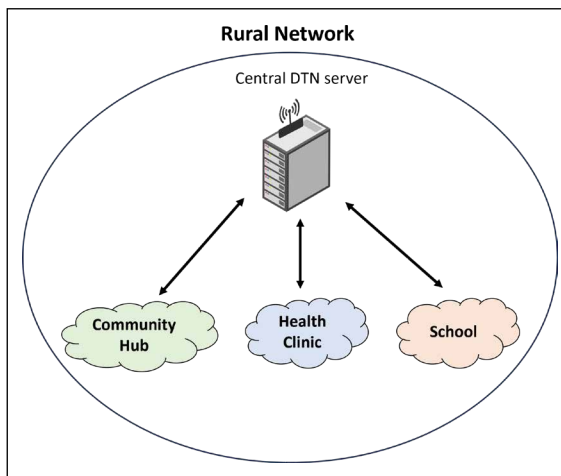 Rural Network
Central DTN server
Community
Hub
Health
Clinic
School